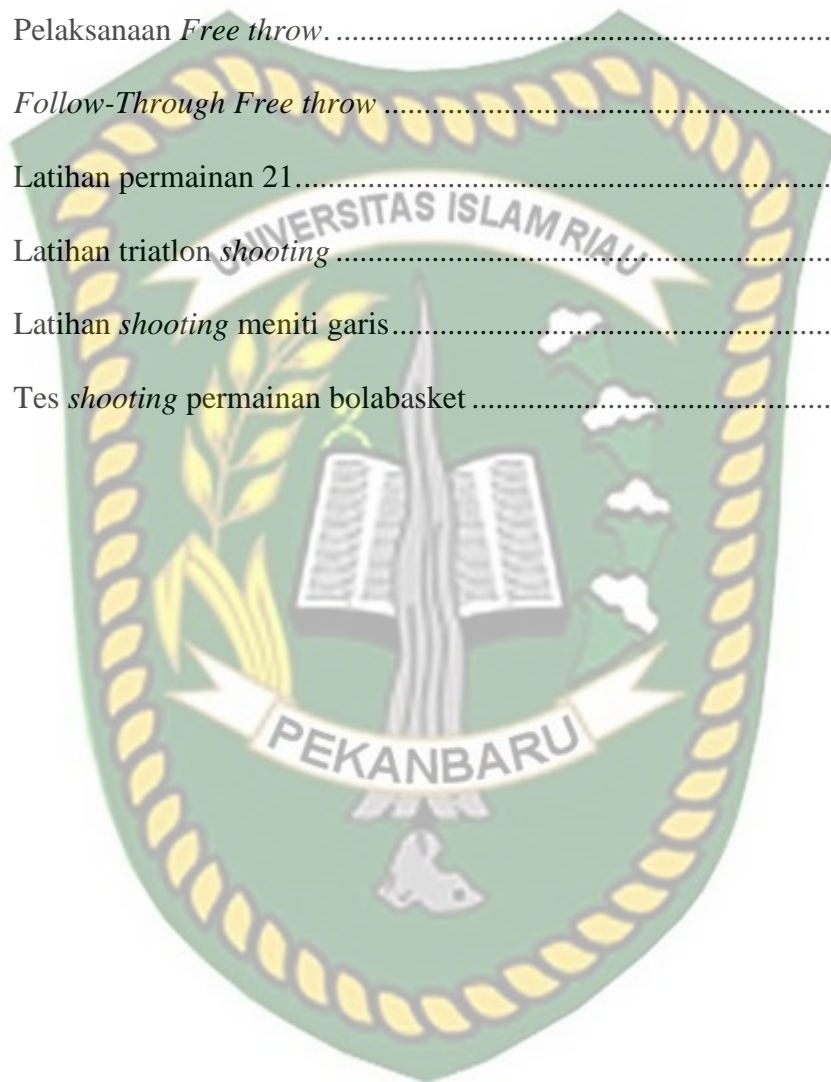 Pelaksanaan Free throw. ........................................................................
Follow-Through Free throw ................................................................
Latihan permainan 21............................................................................
UNIVERSITAS ISLAM RIAU
Latihan triatlon shooting .......................................................................
Latihan shooting meniti garis...............................................................
Tes shooting permainan bolabasket ....................................................
PEKANBARU